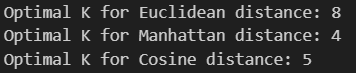 Optimal K for Euclidean distance: 8
Optimal K for Manhattan distance: 4
Optimal K for Cosine distance: 5